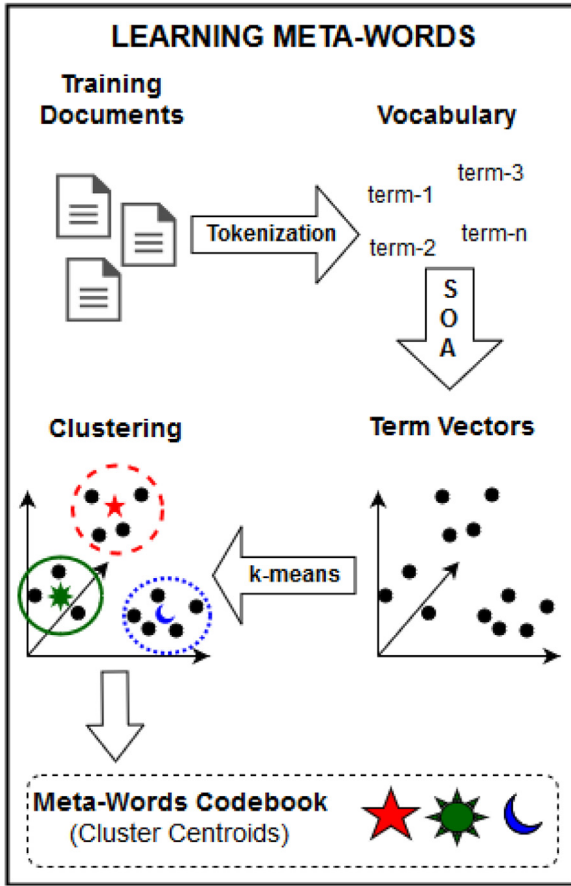 LEARNING META-WORDS
Training
Documents
Vocabulary
term-1
term-3
term-2
term-n
Tokenization
S
O
A
Clustering
Term Vectors
k-means
Meta-Words Codebook
(Cluster Centroids)